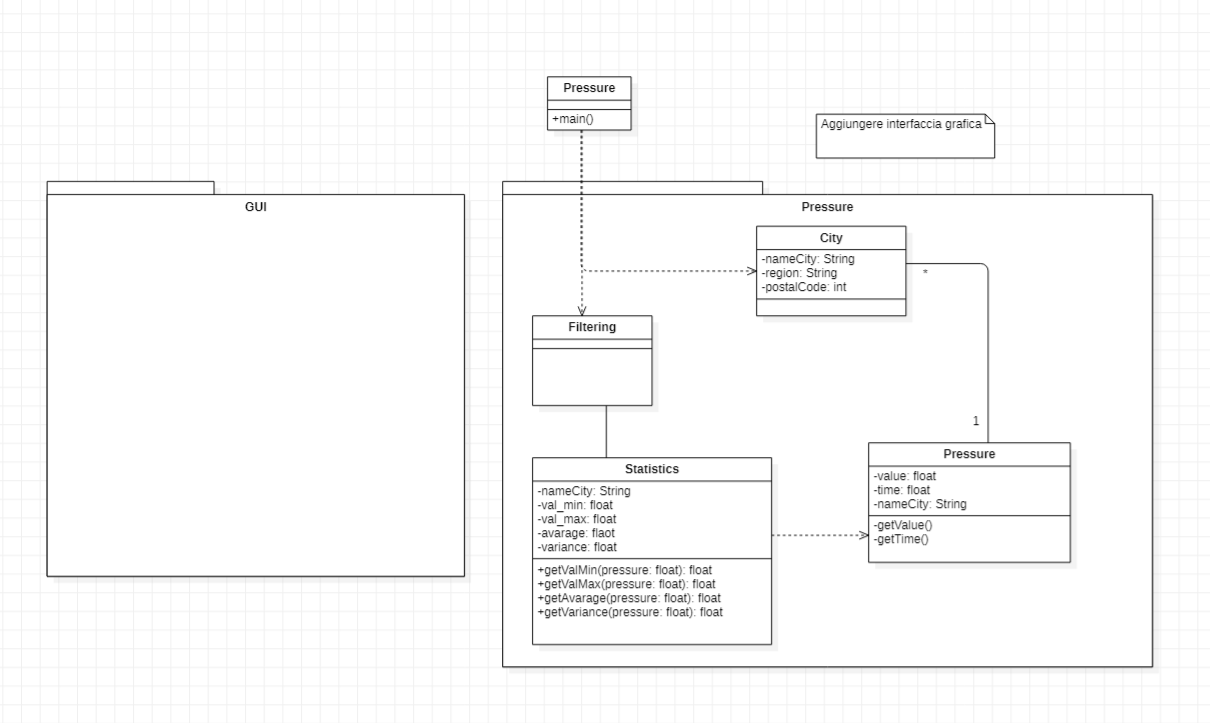 Pressure
+main()
Aggiungere interfaccia grafica
GUI
Pressure
City
-nameCity: String
-region: String
-postalCode: int
*
Filtering
1
Pressure
-value: float
-time: float
-nameCity: String
-getValue()
-getTime()
Statistics
-nameCity: String
-val_min: float
-val_max: float
-avarage: flaot
-variance: float
+getValMin(pressure: float): float
+getValMax(pressure: float): float
+getAvarage(pressure: float): float
+getVariance(pressure: float): float